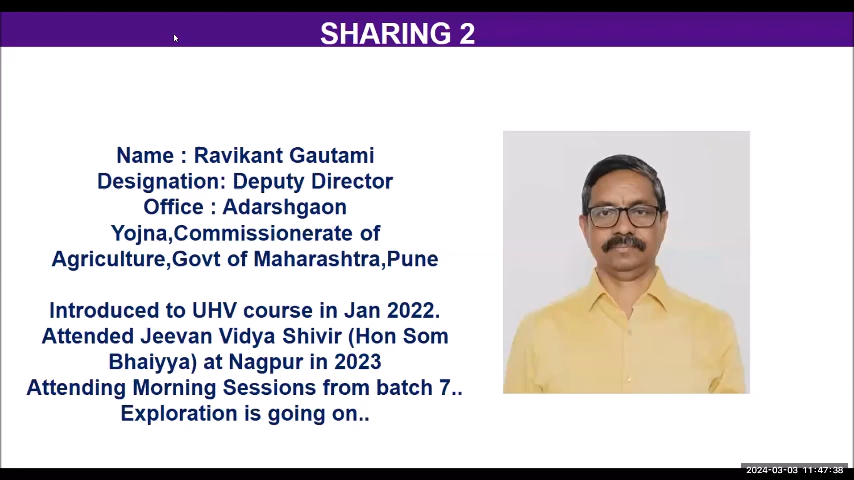 SHARING 2
Name : Ravikant Gautami
Designation: Deputy Director
Office : Adarshgaon
Yojna,Commissionerate of
Agriculture,Govt of Maharashtra,Pune
Introduced to UHV course in Jan 2022.
Attended Jeevan Vidya Shivir (Hon Som
Bhaiyya) at Nagpur in 2023
Attending Morning Sessions from batch 7..
Exploration is going on..
2024-03-03 11:47:38